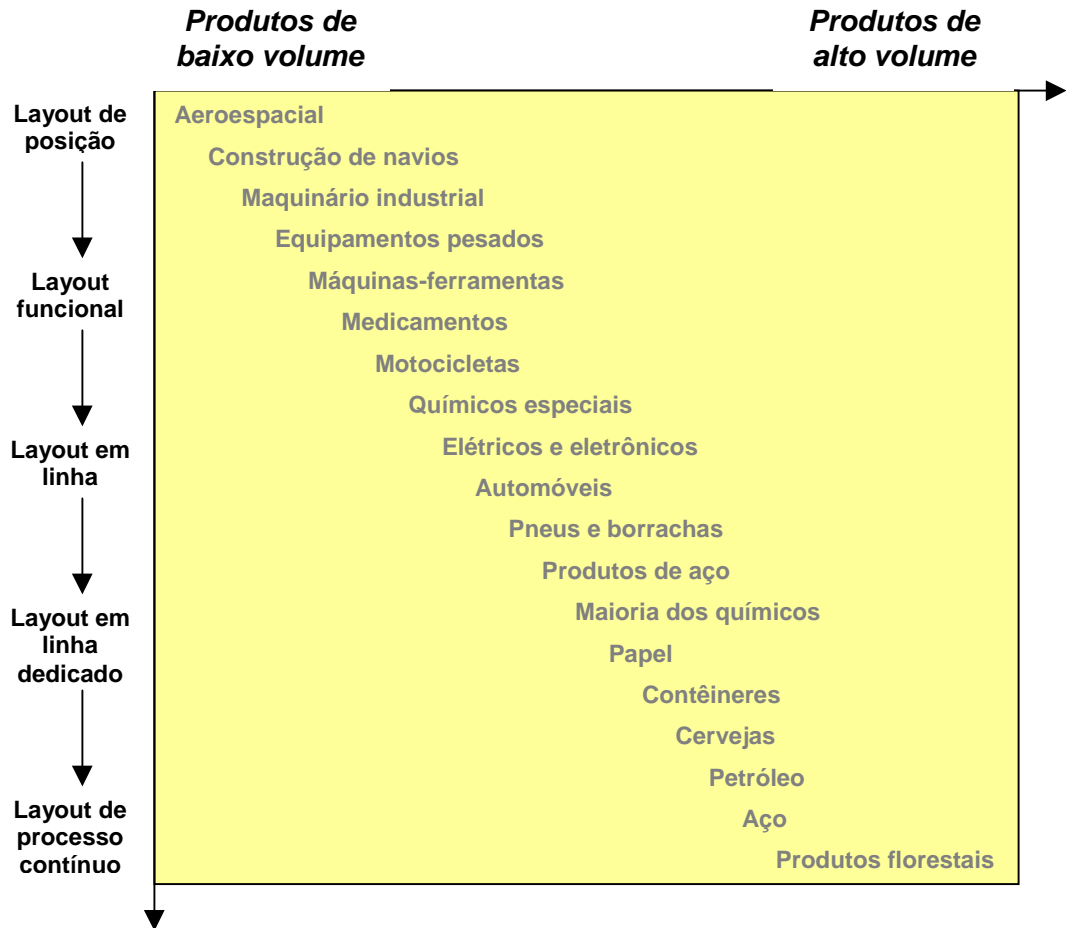 Produtos de
baixo volume
Produtos de
alto volume
Layout de
posição
Layout
funcional
Layout em
linha
Layout em
linha
dedicado
Layout de
processo
contínuo
Aeroespacial
Construção de navios
Maquinário industrial
Equipamentos pesados
Máquinas-ferramentas
Medicamentos
Motocicletas
Químicos especiais
Elétricos e eletrônicos
Automóveis
Pneus e borrachas
Produtos de aço
Maioria dos químicos
Papel
Contêineres
Cervejas
Petróleo
Aço
Produtos florestais